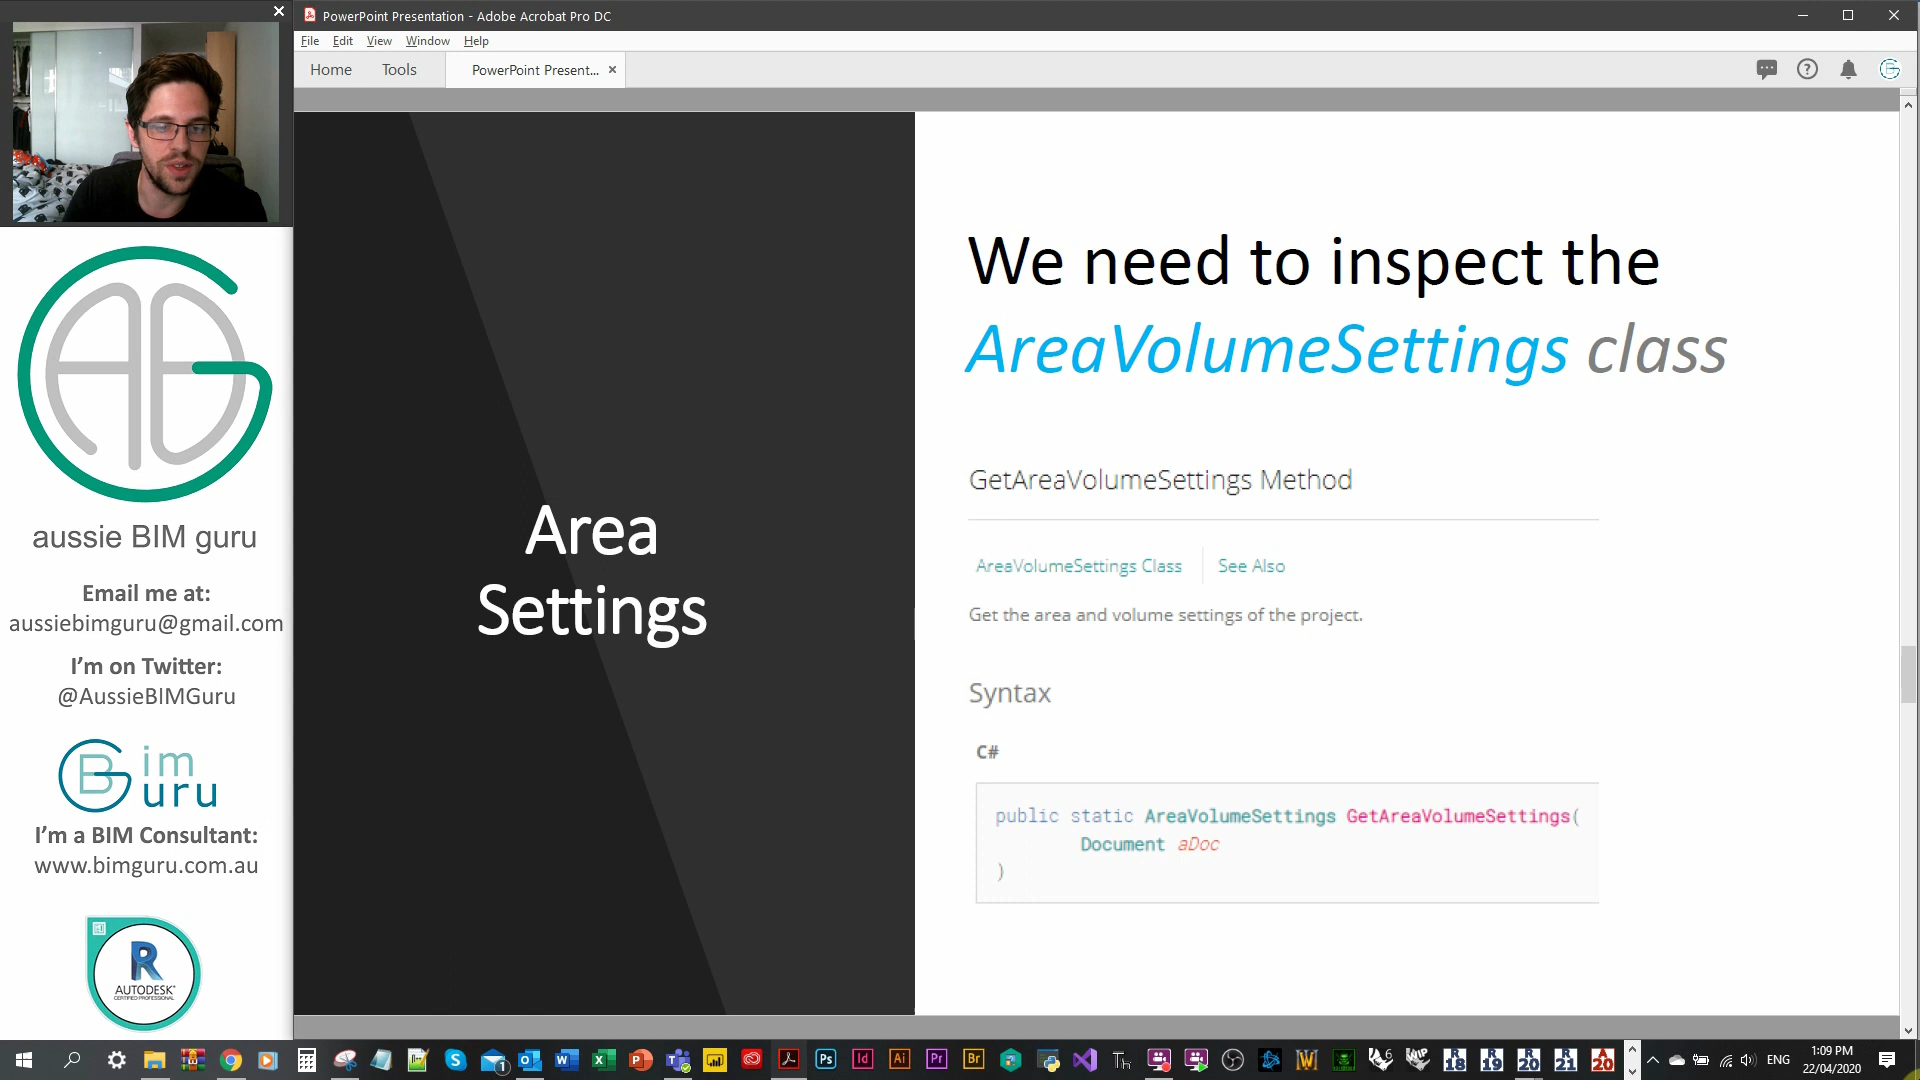 PowerPoint Presentation - Adobe Acrobat Pro DC
File Edit View Window Help
Home Tools PowerPoint Present...
aussie BIM guru
Email me at:
aussiebimguru@gmail.com
I'm on Twitter:
@AussieBIMGuru
BG im uru
I'm a BIM Consultant:
www.bimguru.com.au
R
AUTODESK
CERTIFIED PROFESSIONAL
Area
Settings
We need to inspect the
AreaVolumeSettings class
GetAreaVolumeSettings Method
AreaVolumeSettings Class See Also
Get the area and volume settings of the project.
Syntax
C#
public static AreaVolumeSettings GetAreaVolumeSettings(
Document aDoc
)
ENG
1:09 PM
22/04/2020